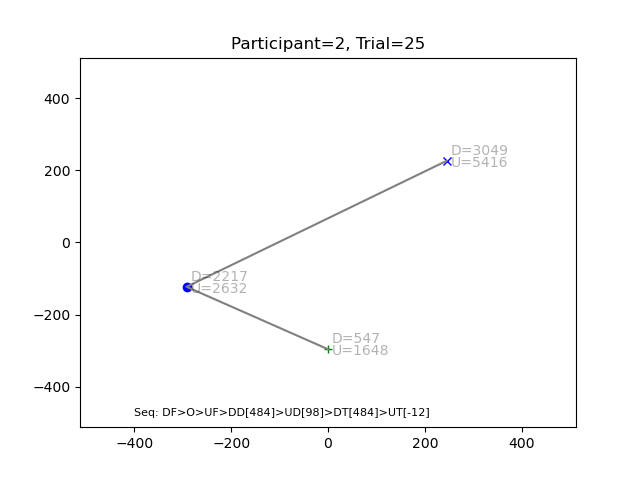 Participant=2, Trial=25
400
200
0
−200
−400
D=3049
U=5416
D=2217
U=2632
D=547
U=1648
Seq: DF>O>UF>DD[484]>UD[98]>DT[484]>UT[-12]
−400 −200 0 200 400